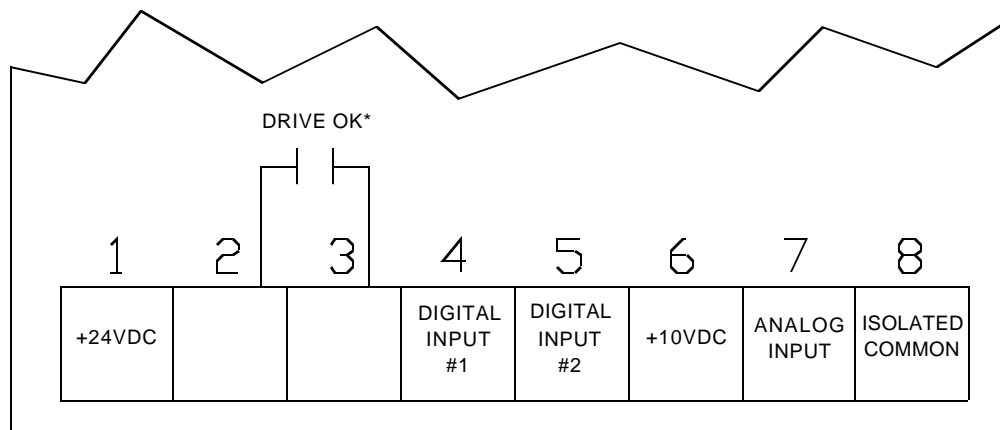 DRIVE OK*
1 2 3 4 5 6 7 8
+24VDC
DIGITAL
INPUT
#1
DIGITAL
INPUT
#2
+10VDC
ANALOG
INPUT
ISOLATED
COMMON